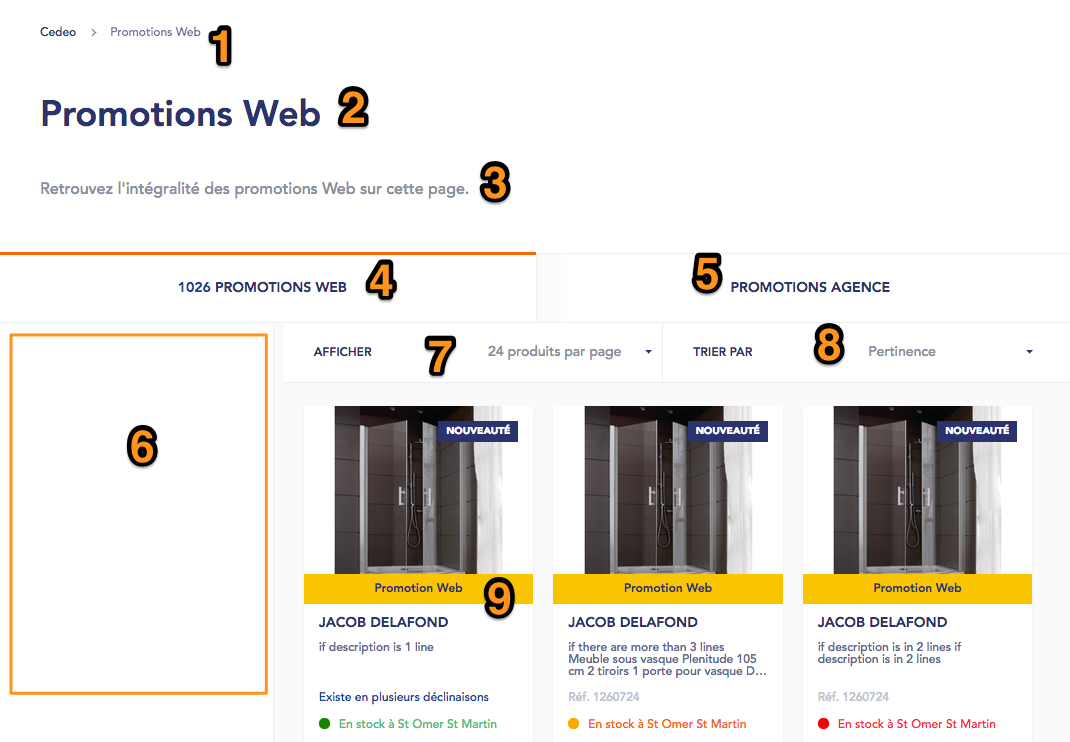 Cedeo > Promotions Web 1
Promotions Web 2
Retrouvez l'intégralité des promotions Web sur cette page. 3
1026 PROMOTIONS WEB 4
5 PROMOTIONS AGENCE
6
AFFICHER 7 24 produits par page
TRIER PAR 8 Pertinence
NOUVEAUTÉ
Promotion Web 9
JACOB DELAFOND
if description is 1 line
Existe en plusieurs déclinaisons
En stock à St Omer St Martin
NOUVEAUTÉ
Promotion Web
JACOB DELAFOND
if there are more than 3 lines
Meuble sous vasque Plenitude 105
cm 2 tiroirs 1 porte pour vasque D...
Réf. 1260724
En stock à St Omer St Martin
NOUVEAUTÉ
Promotion Web
JACOB DELAFOND
if description is in 2 lines if
description is in 2 lines
Réf. 1260724
En stock à St Omer St Martin